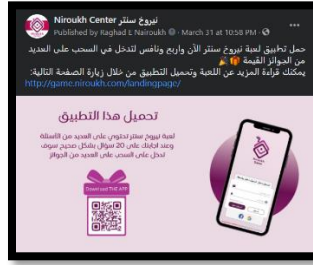 Niroukh Center نيروخ سنتر
Published by Raghad E Nairoukh · March 31 at 10:58 PM ·
حمل تطبيق لعبة نيروخ سنتر الآن واربح ونافس لتدخل في السحب على العديد
من الجوائز القيمة
يمكنك قراءة المزيد عن اللعبة وتحميل التطبيق من خلال زيارة الصفحة التالية:
http://game.niroukh.com/landingpage/
تحميل هذا التطبيق
لعبة نيروخ سنتر تحتوي على العديد من الأسئلة
وعند اجابتك على 20 سؤال بشكل صحيح سوف
تدخل على السحب على العديد من الجوائز
Download THE APP